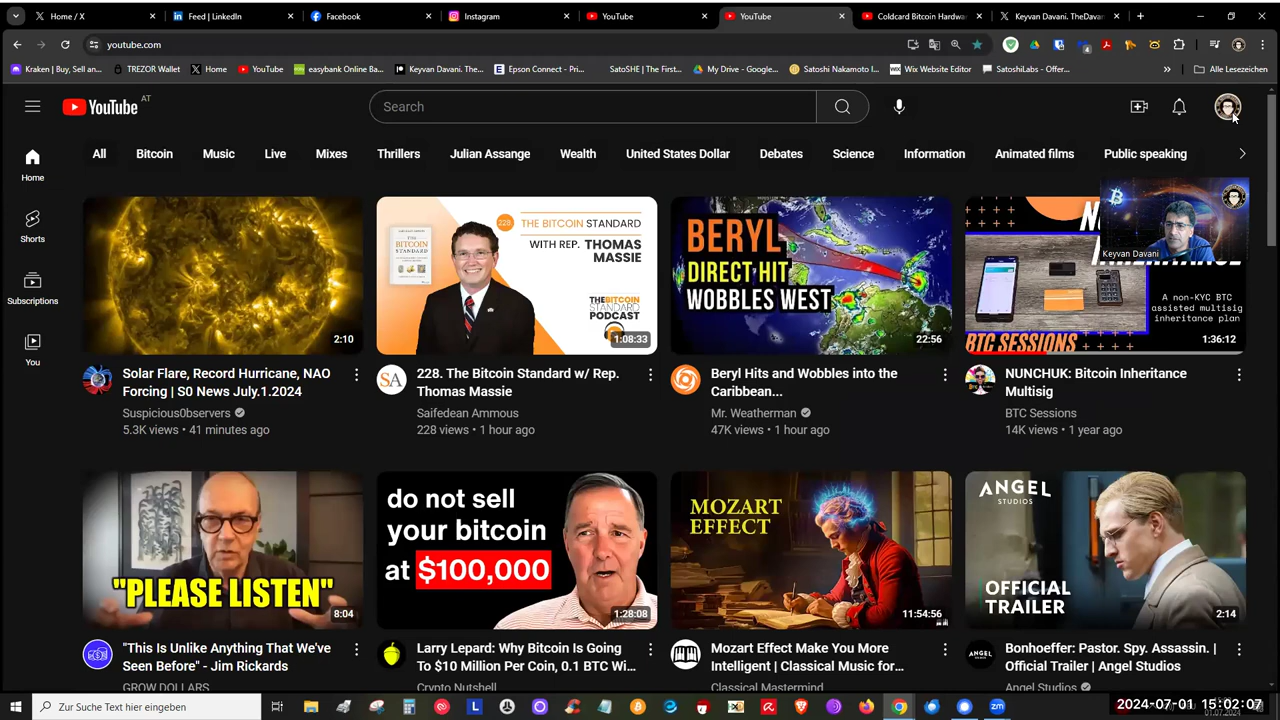 Home / X
Feed | LinkedIn
Facebook
Instagram
YouTube
YouTube
Coldcard Bitcoin Hardwa
Keyvan Davani. TheDavan
youtube.com
Kraken | Buy, Sell an...
TREZOR Wallet
Home
YouTube
easybank Online Ba...
Keyvan Davani. The...
Epson Connect - Pri...
SatoSHE | The First...
My Drive - Google...
Satoshi Nakamoto I...
Wix Website Editor
SatoshiLabs - Offer...
»
Alle Lesezeichen
YouTube AT
Search
All
Bitcoin
Music
Live
Mixes
Thrillers
Julian Assange
Wealth
United States Dollar
Debates
Science
Information
Animated films
Public speaking
Home
Shorts
Subscriptions
You
2:10
228
THE BITCOIN STANDARD
WITH REP. THOMAS
MASSIE
THE BITCOIN
STANDARD
PODCAST
1:08:33
BERYL
DIRECT HIT
WOBBLES WEST
22:56
Keyvan Davani
A non-KYC BTC
assisted multisig
inheritance plan
BTC SESSIONS
1:36:12
Solar Flare, Record Hurricane, NAO
Forcing | S0 News July.1.2024
Suspicious0bservers
5.3K views • 41 minutes ago
SA
228. The Bitcoin Standard w/ Rep.
Thomas Massie
Saifedean Ammous
228 views • 1 hour ago
Beryl Hits and Wobbles into the
Caribbean...
Mr. Weatherman
47K views • 1 hour ago
NUNCHUK: Bitcoin Inheritance
Multisig
BTC Sessions
14K views • 1 year ago
"PLEASE LISTEN"
8:04
do not sell
your bitcoin
at $100,000
1:28:08
MOZART
EFFECT
11:54:56
ANGEL
STUDIOS
OFFICIAL
TRAILER
2:14
"This Is Unlike Anything That We've
Seen Before" - Jim Rickards
GROW DOLLARS
Larry Lepard: Why Bitcoin Is Going
To $10 Million Per Coin, 0.1 BTC Wi...
Crypto Nutshell
Mozart Effect Make You More
Intelligent | Classical Music for...
Classical Mastermind
ANGEL
Bonhoeffer: Pastor. Spy. Assassin. |
Official Trailer | Angel Studios
Angel Studios
Zur Suche Text hier eingeben
2024-07-01 15:02:07